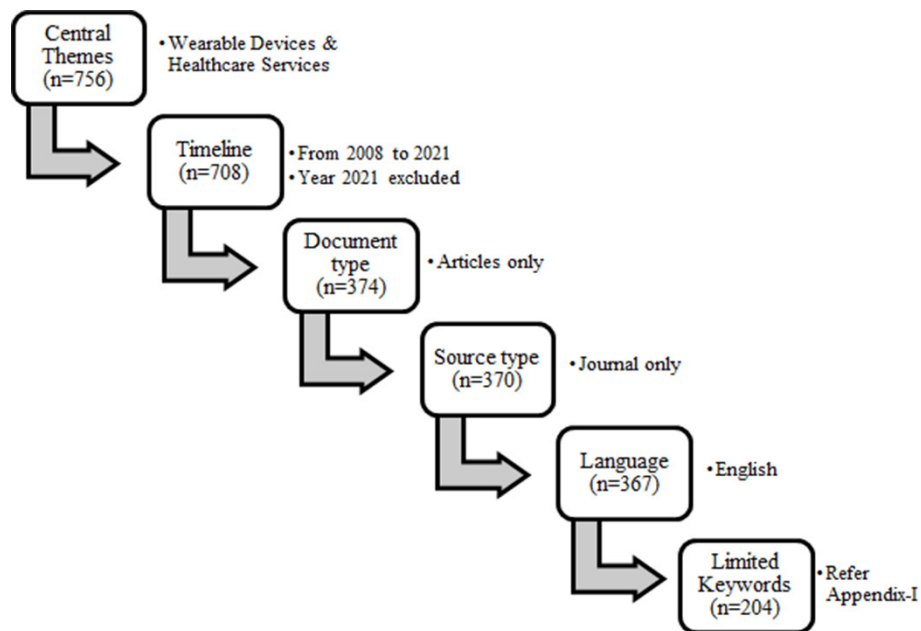 Central
Themes
(n=756)
• Wearable Devices &
Healthcare Services
Timeline
(n=708)
• From 2008 to 2021
• Year 2021 excluded
Document
type
(n=374)
• Articles only
Source type
(n=370)
• Journal only
Language
(n=367)
• English
Limited
Keywords
(n=204)
• Refer
Appendix-I